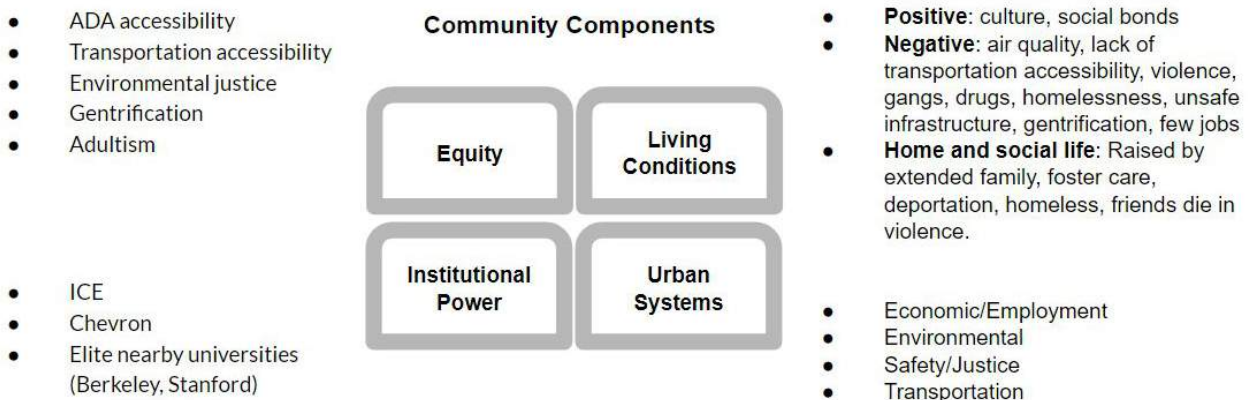 Community Components
● ADA accessibility
● Transportation accessibility
● Environmental justice
● Gentrification
● Adultism
Equity
Living
Conditions
● Positive: culture, social bonds
● Negative: air quality, lack of
transportation accessibility, violence,
gangs, drugs, homelessness, unsafe
infrastructure, gentrification, few jobs
● Home and social life: Raised by
extended family, foster care,
deportation, homeless, friends die in
violence.
● ICE
● Chevron
● Elite nearby universities
(Berkeley, Stanford)
Institutional
Power
Urban
Systems
● Economic/Employment
● Environmental
● Safety/Justice
● Transportation